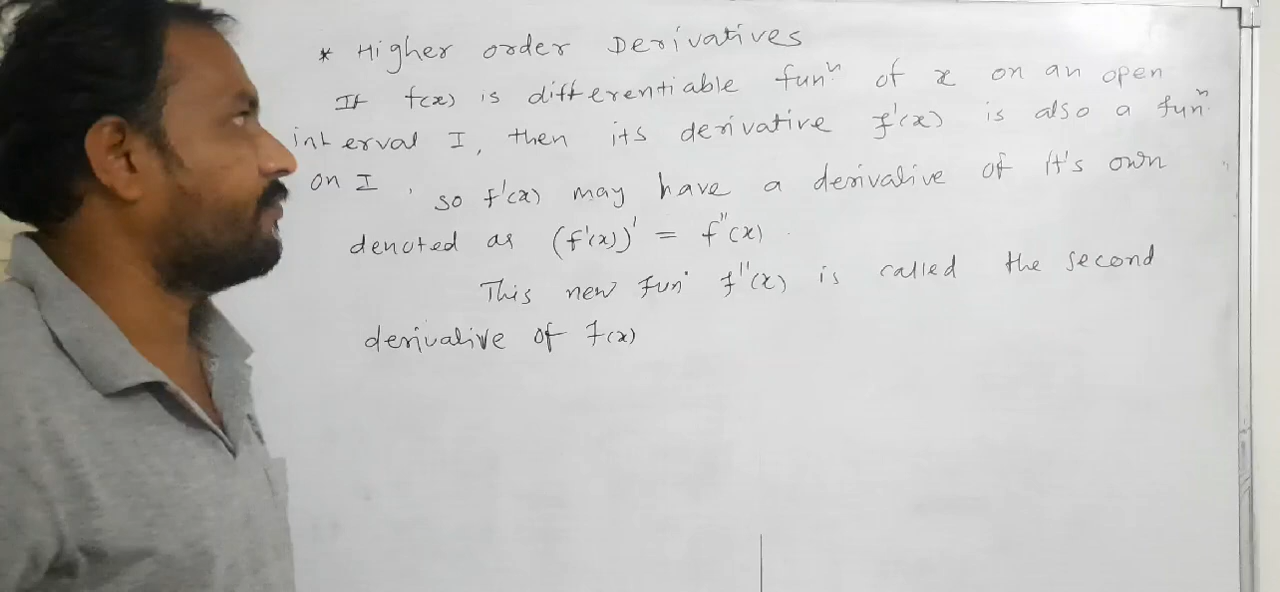 * Higher order Derivatives
If f(x) is differentiable funⁿ of x on an open
interval I, then its derivative f'(x) is also a funⁿ.
on I, so f'(x) may have a derivative of it's own
denoted as (f'(x))' = f''(x).
This new fun. f''(x) is called the second
derivative of f(x)